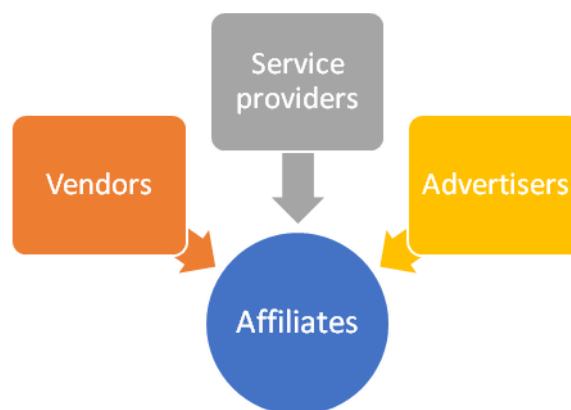 Service
providers
Vendors
Advertisers
Affiliates